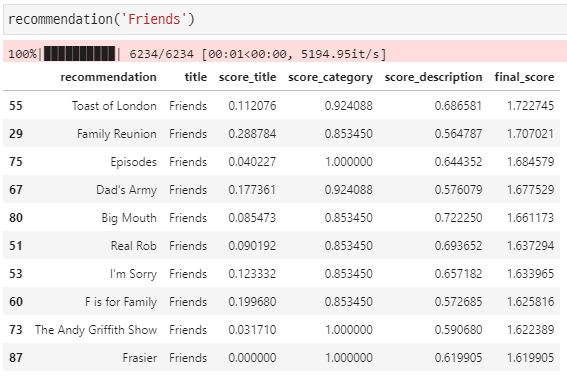 recommendation('Friends')
100%|██████████| 6234/6234 [00:01<00:00, 5194.95it/s]
recommendation title score_title score_category score_description final_score
55 Toast of London Friends 0.112076 0.924088 0.686581 1.722745
29 Family Reunion Friends 0.288784 0.853450 0.564787 1.707021
75 Episodes Friends 0.040227 1.000000 0.644352 1.684579
67 Dad's Army Friends 0.177361 0.924088 0.576079 1.677529
80 Big Mouth Friends 0.085473 0.853450 0.722250 1.661173
51 Real Rob Friends 0.090192 0.853450 0.693652 1.637294
53 I'm Sorry Friends 0.123332 0.853450 0.657182 1.633965
60 F is for Family Friends 0.199680 0.853450 0.572685 1.625816
73 The Andy Griffith Show Friends 0.031710 1.000000 0.590680 1.622389
87 Frasier Friends 0.000000 1.000000 0.619905 1.619905